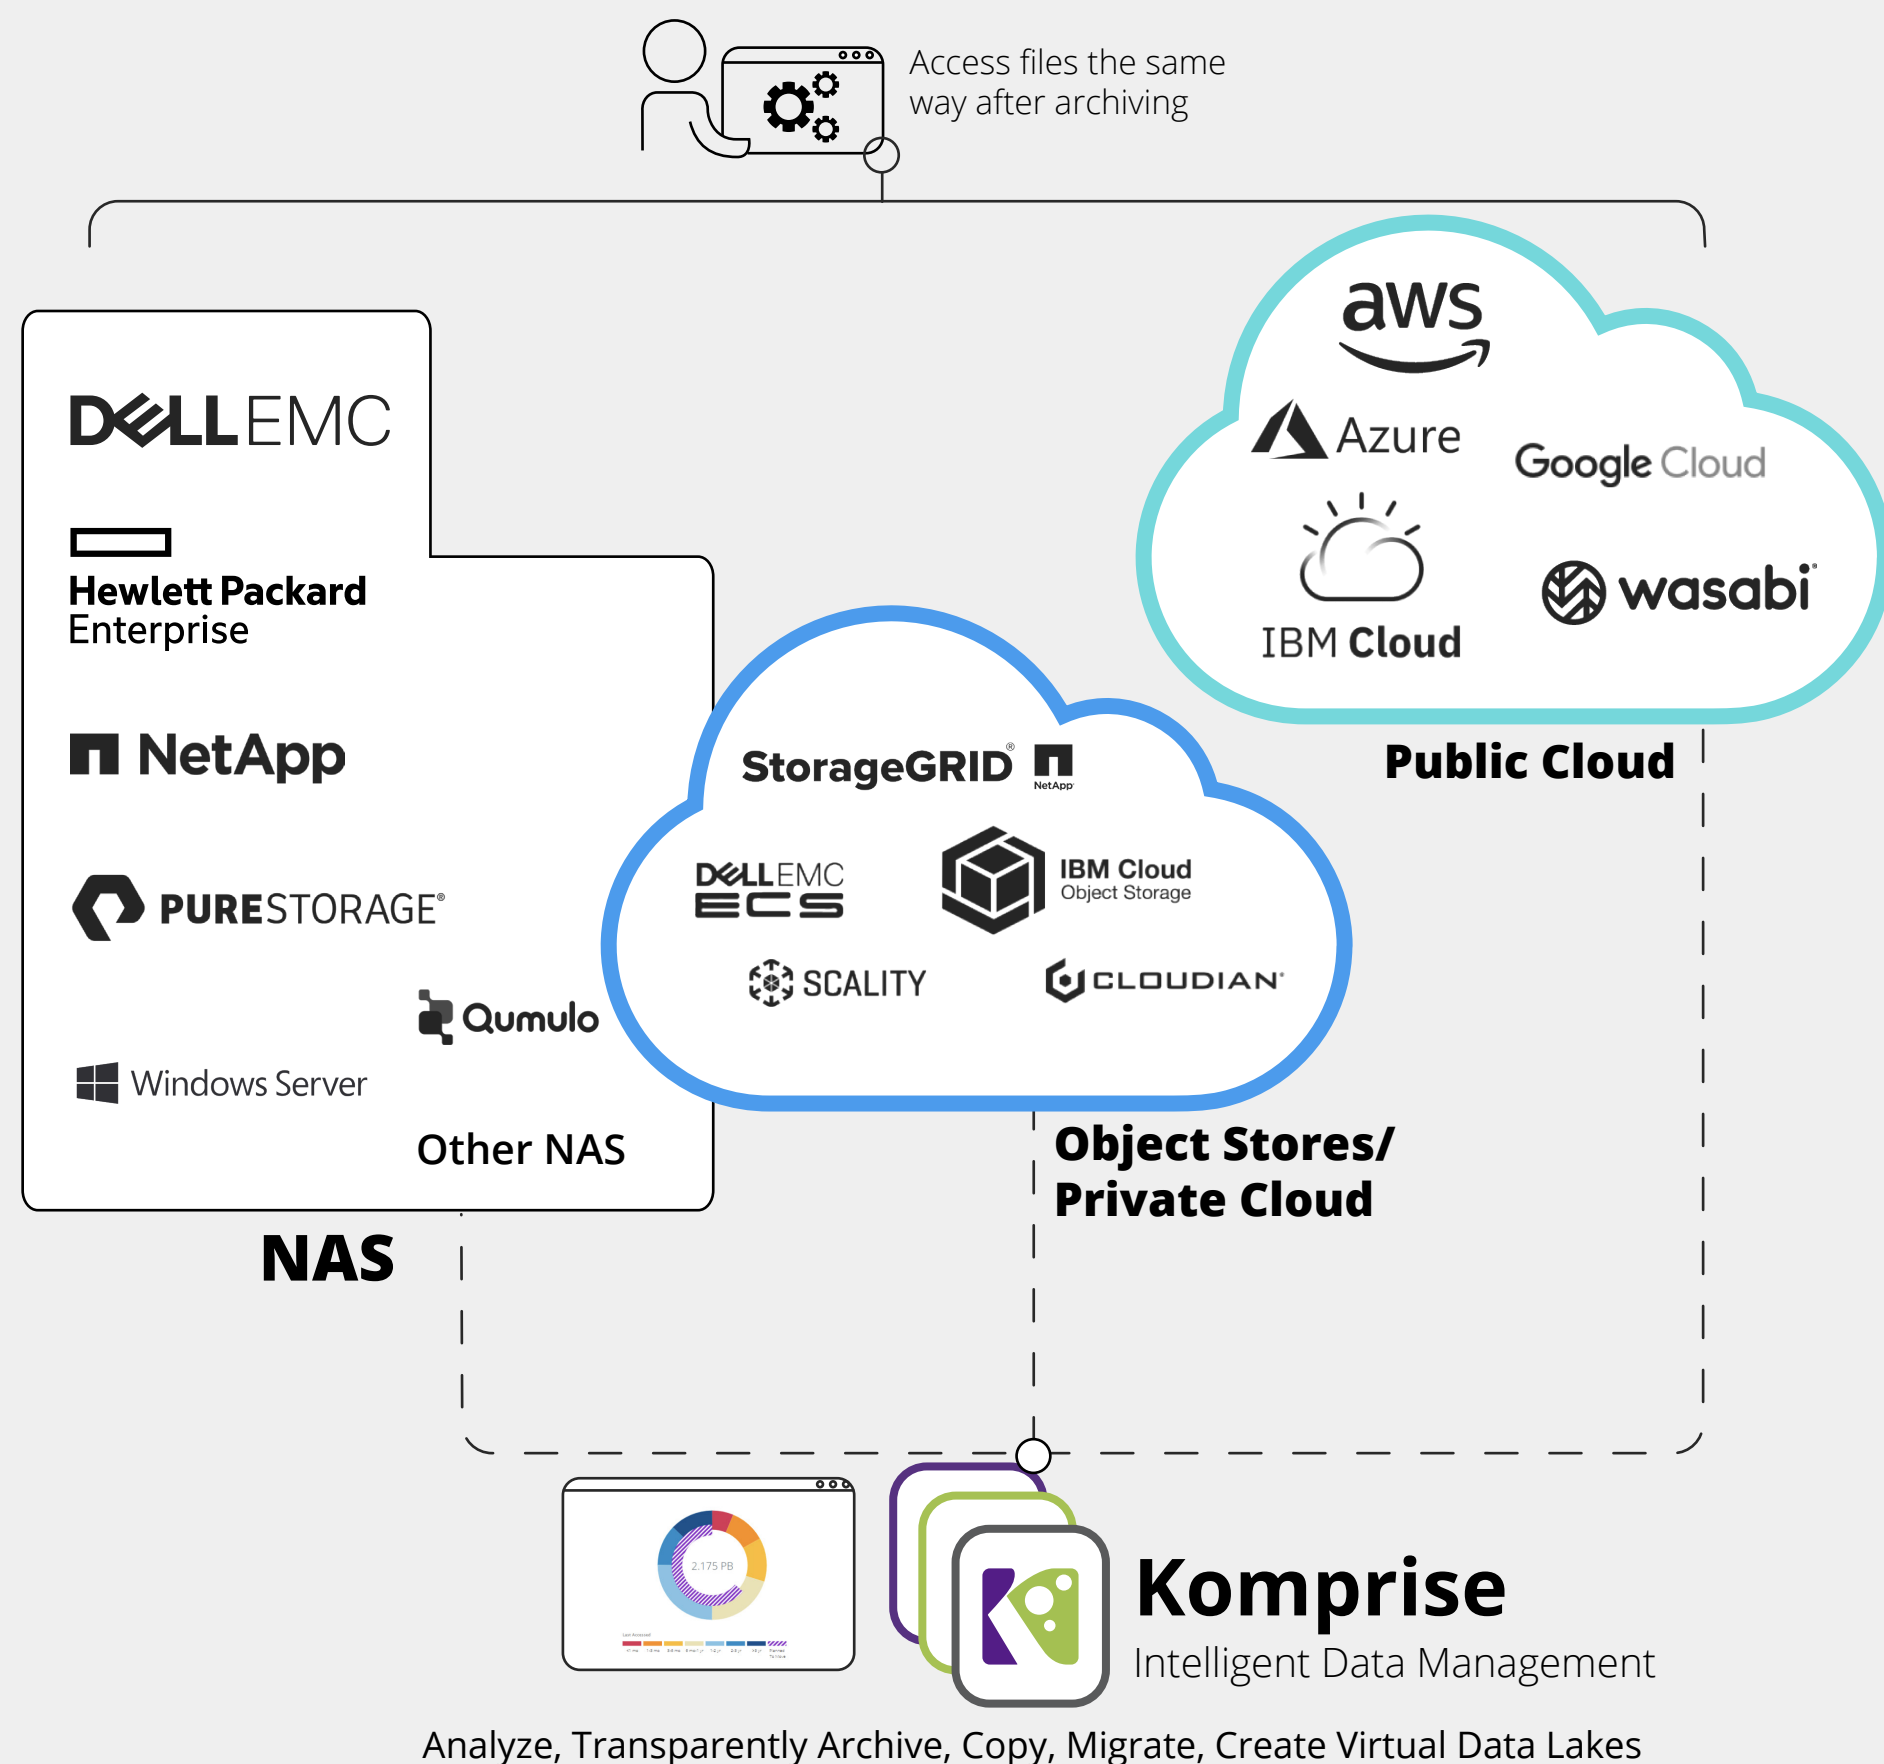 Access files the same
way after archiving
DELLEMC
Hewlett Packard
Enterprise
NetApp
PURESTORAGE®
Qumulo
Windows Server
Other NAS
NAS
aws
Azure
Google Cloud
IBM Cloud
wasabi
Public Cloud
StorageGRID®
NetApp
DELLEMC
ECS
IBM Cloud
Object Storage
SCALITY
CLOUDIAN
Object Stores/
Private Cloud
2.175 PB
Last Accessed
Komprise
Intelligent Data Management
Analyze, Transparently Archive, Copy, Migrate, Create Virtual Data Lakes